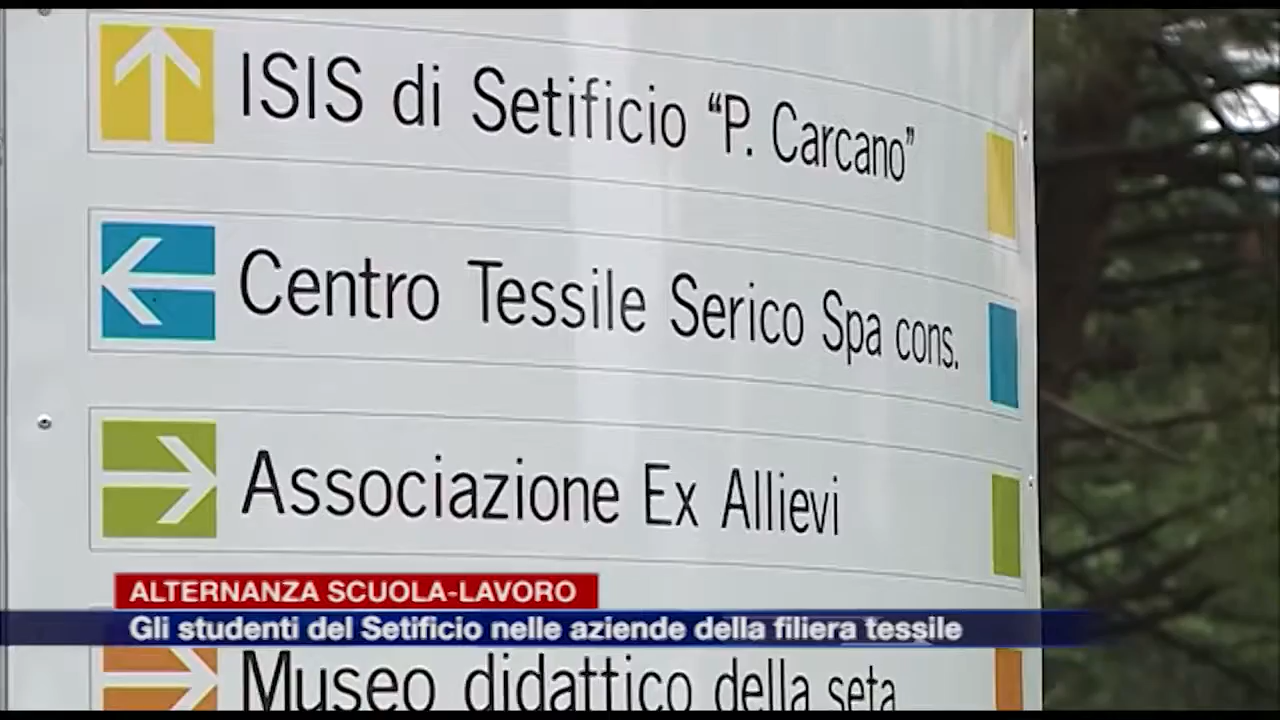 ISIS di Setificio “P. Carcano”
Centro Tessile Serico Spa cons.
Associazione Ex Allievi
ALTERNANZA SCUOLA-LAVORO
Gli studenti del Setificio nelle aziende della filiera tessile
Museo didattico della seta